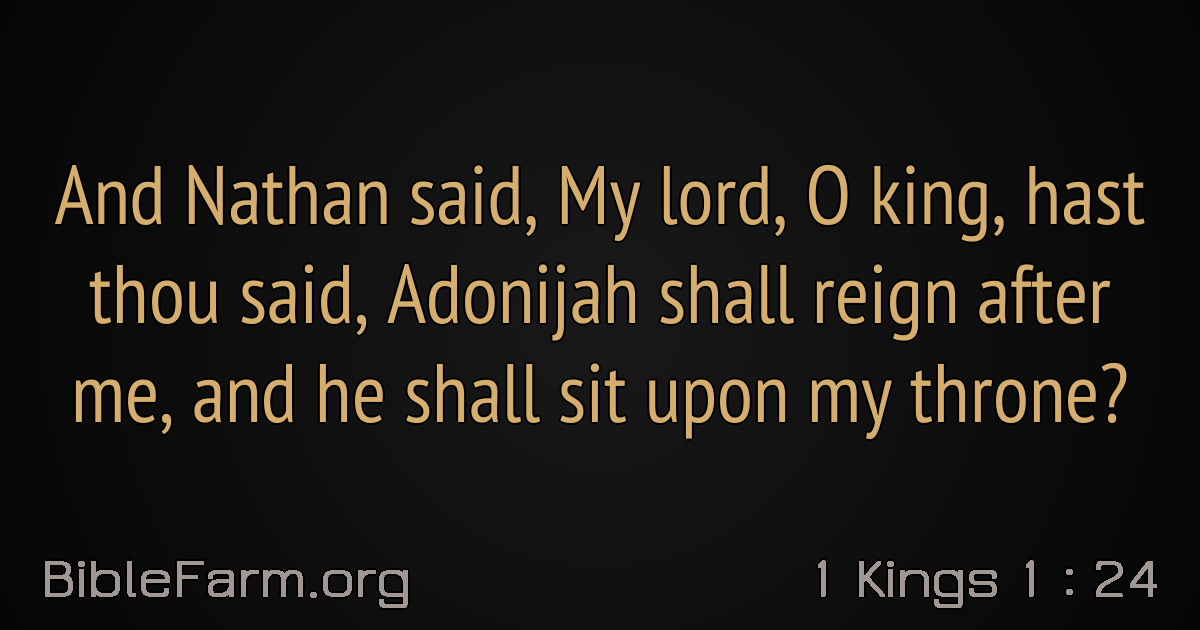 And Nathan said, My lord, O king, hast
thou said, Adonijah shall reign after
me, and he shall sit upon my throne?
BibleFarm.org
1 Kings 1 : 24